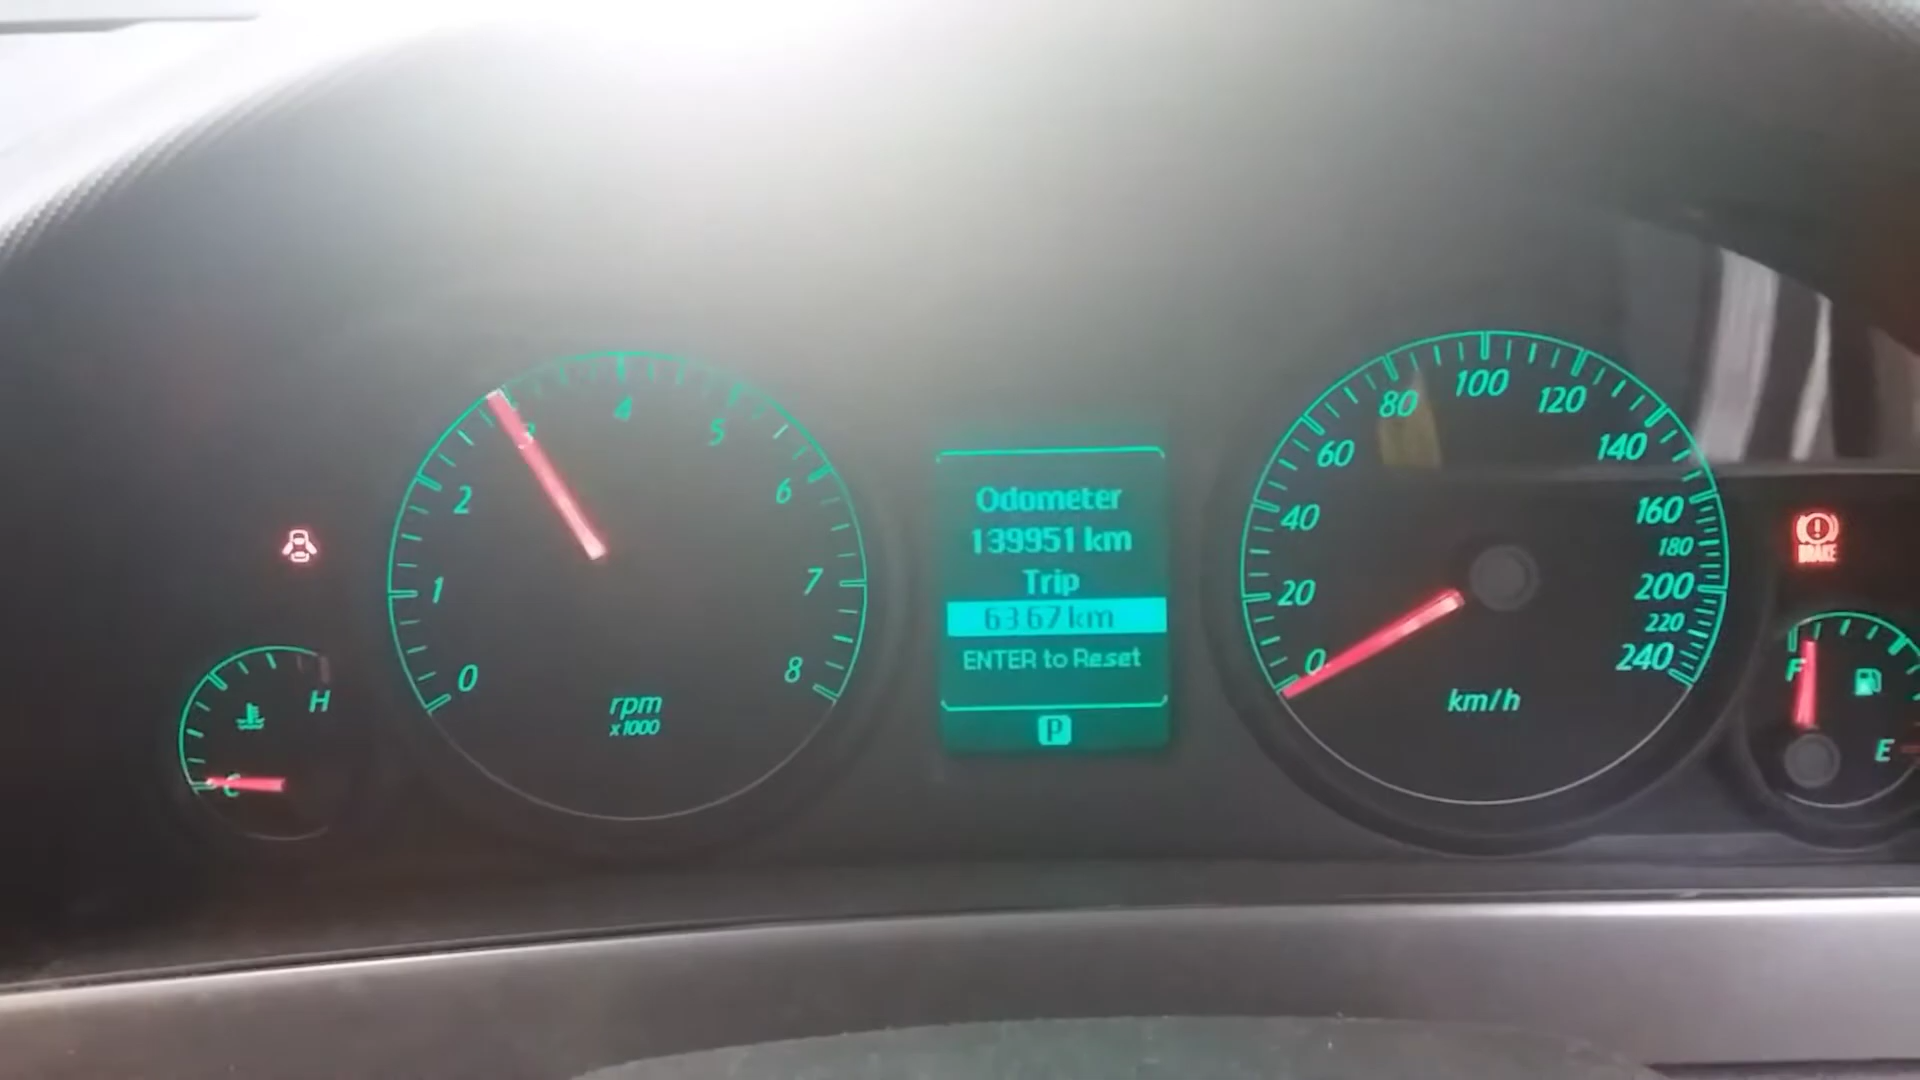 Odometer
139951 km
Trip
63.67 km
ENTER to Reset
P
0
1
2
3
4
5
6
7
8
rpm
x1000
0
20
40
60
80
100
120
140
160
180
200
220
240
km/h
C
H
F
E
BRAKE